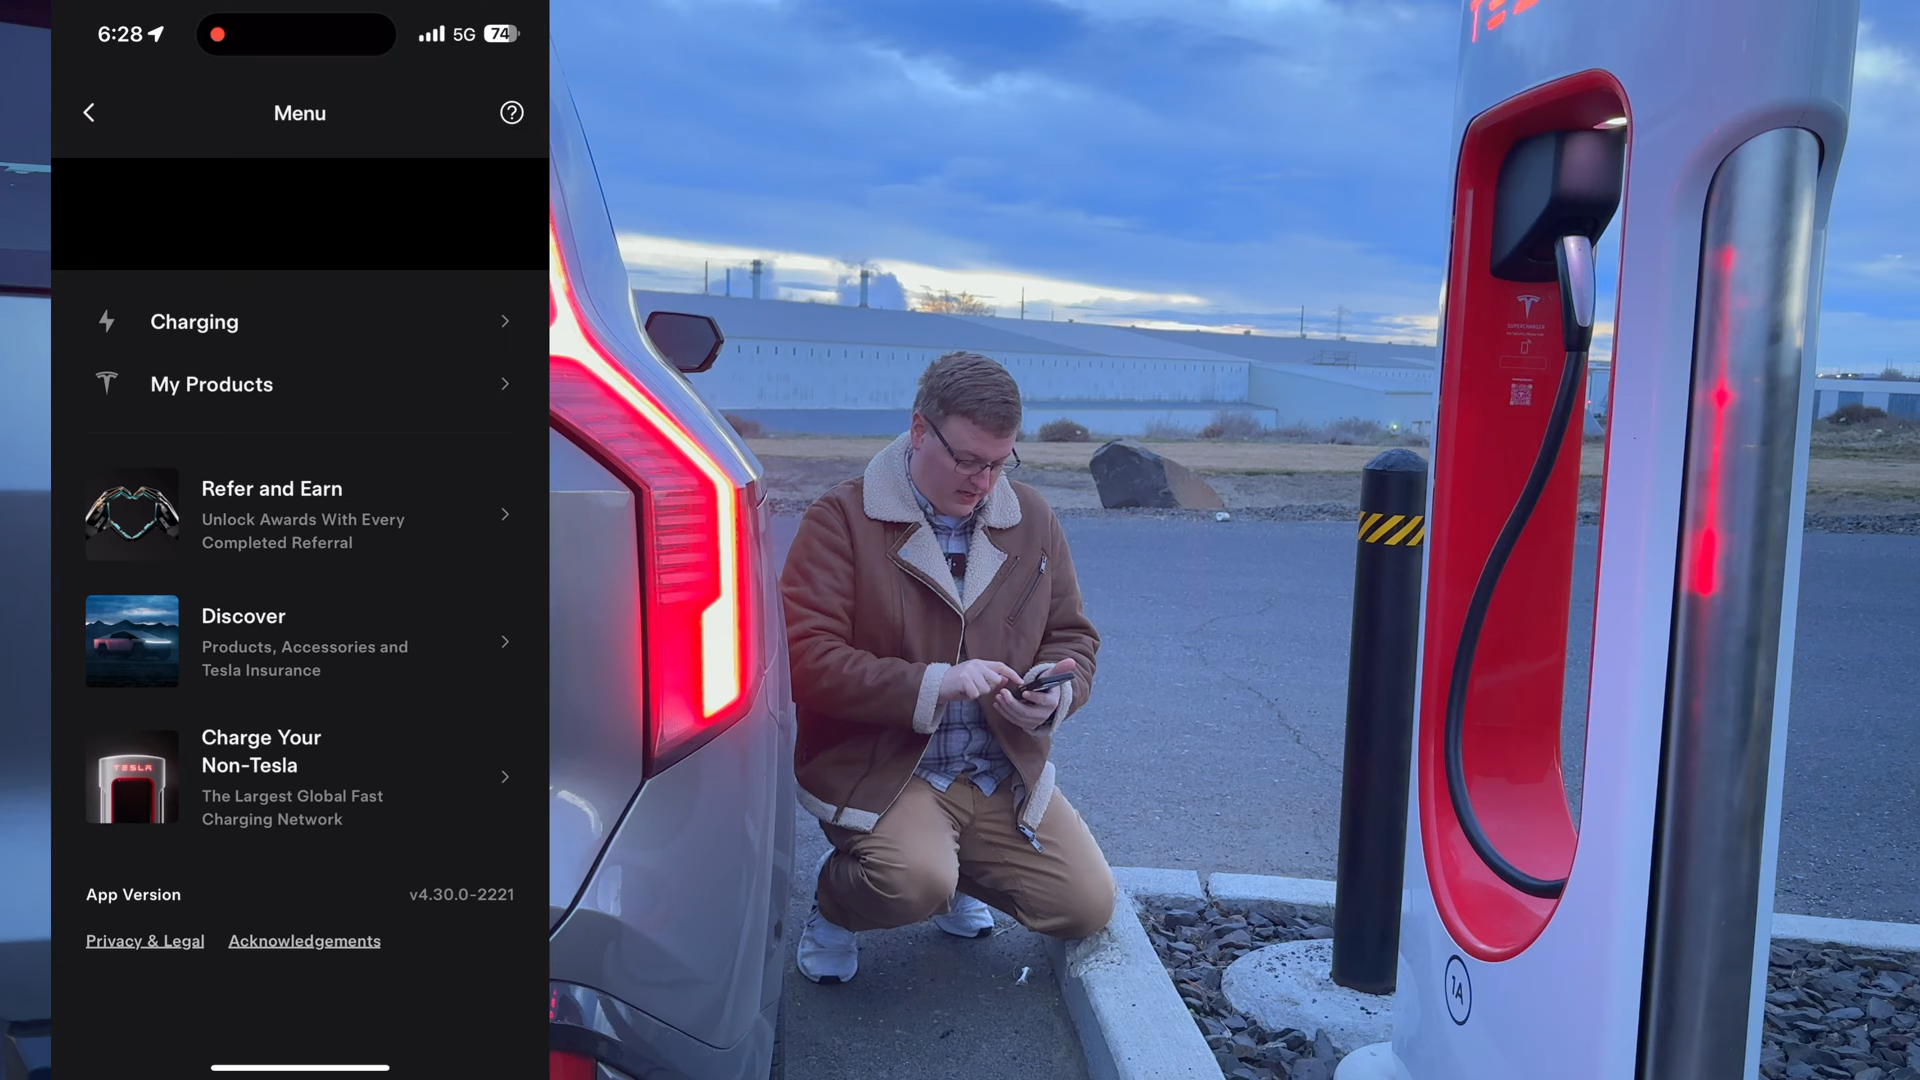 6:28
5G
74
Menu
Charging
My Products
Refer and Earn
Unlock Awards With Every
Completed Referral
Discover
Products, Accessories and
Tesla Insurance
TESLA
Charge Your
Non-Tesla
The Largest Global Fast
Charging Network
App Version
v4.30.0-2221
Privacy & Legal
Acknowledgements
SUPERCHARGER
1A